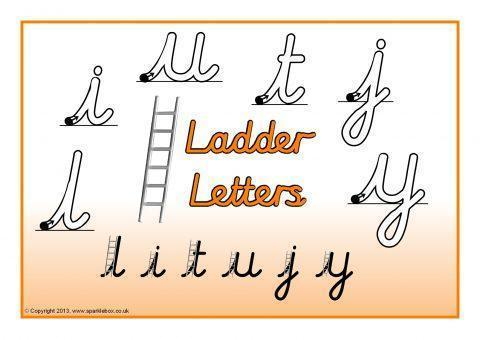 i u t j
Ladder
l Letters y
l i t u j y
© Copyright 2013, www.sparklebox.co.uk